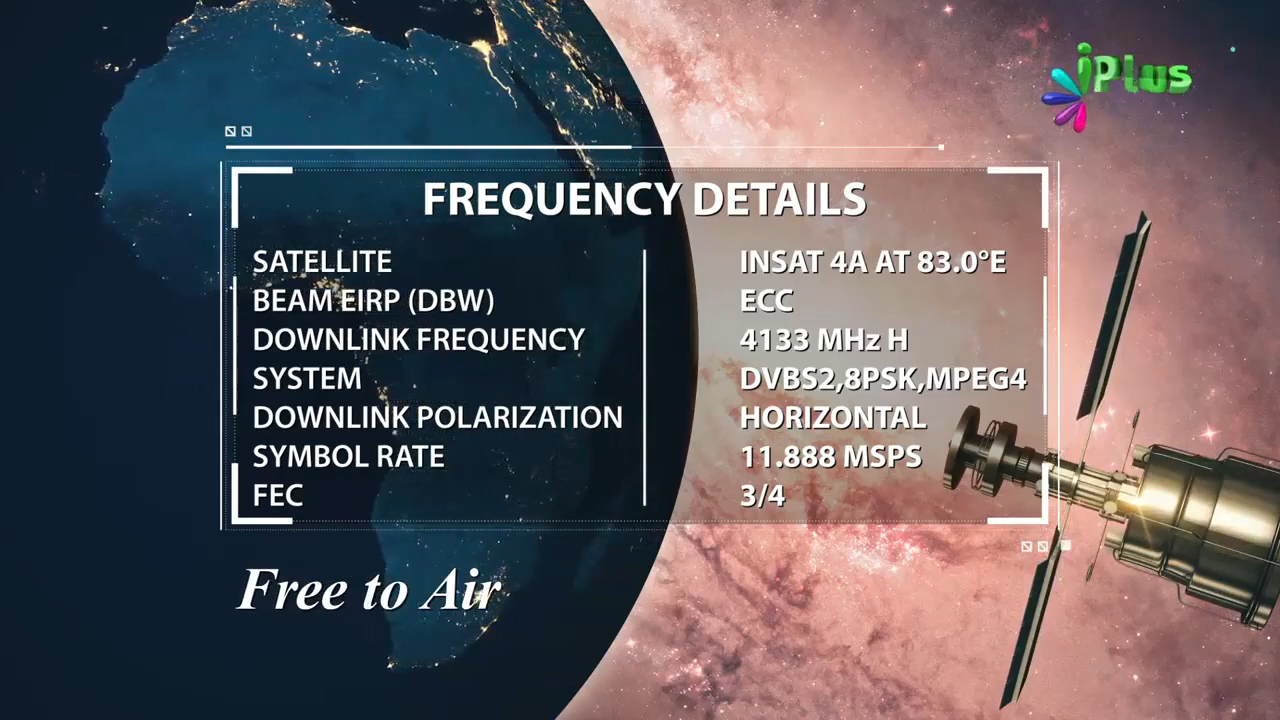 iPlus
FREQUENCY DETAILS
SATELLITE INSAT 4A AT 83.0°E
BEAM EIRP (DBW) ECC
DOWNLINK FREQUENCY 4133 MHz H
SYSTEM DVBS2,8PSK,MPEG4
DOWNLINK POLARIZATION HORIZONTAL
SYMBOL RATE 11.888 MSPS
FEC 3/4
Free to Air